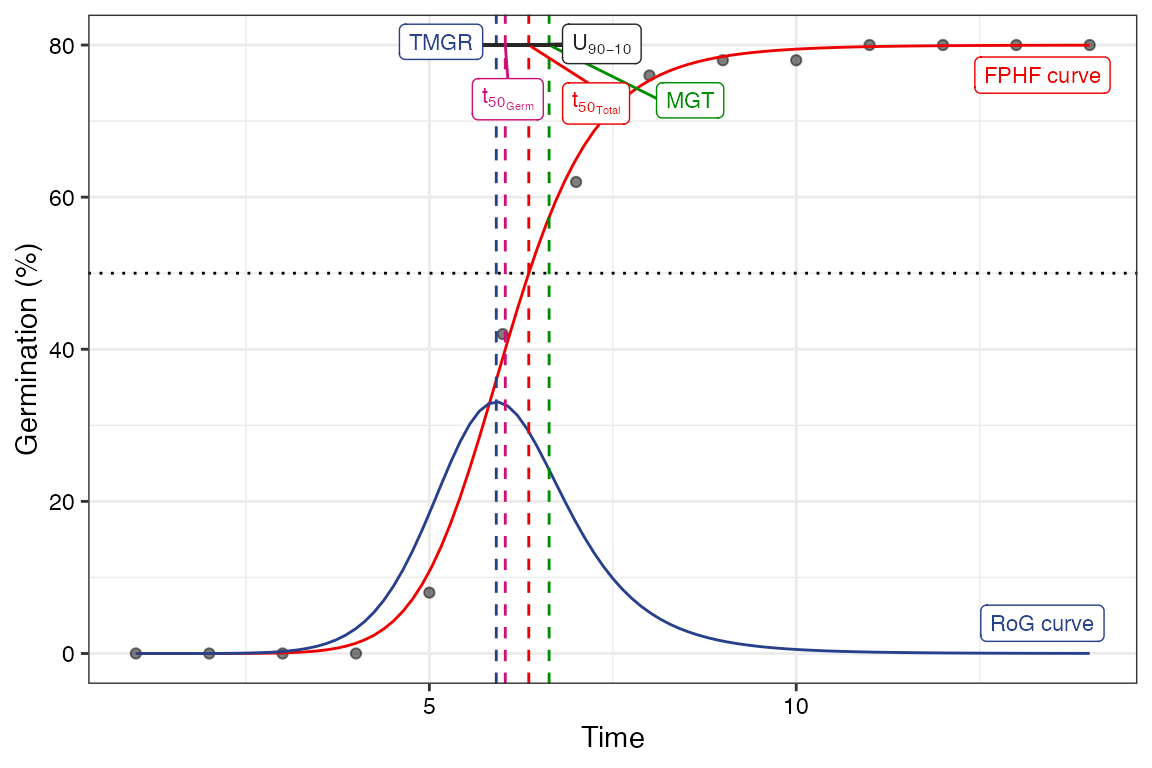 80
60
40
20
0
Germination (%)
TMGR
U90−10
t50Germ
t50Total
MGT
FPHF curve
RoG curve
5
10
Time